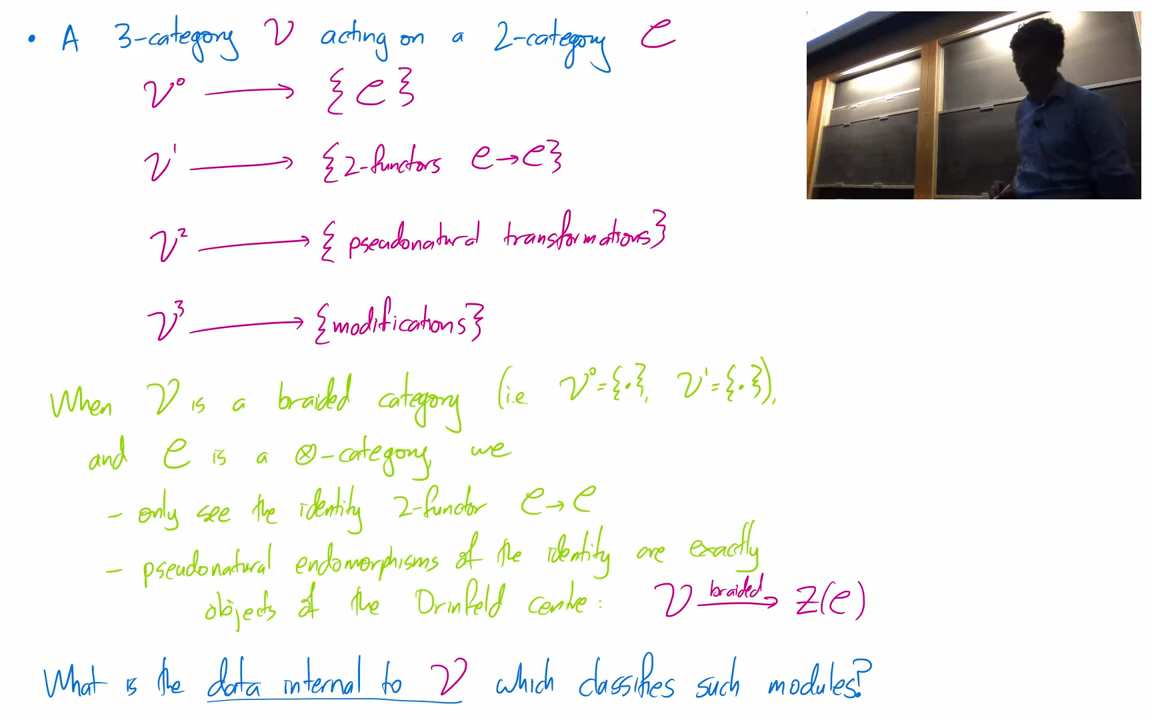 • A 3-category V acting on a 2-category C
V⁰ → {C}
V¹ → {2-functors C→C}
V² → {pseudonatural transformations}
V³ → {modifications}
When V is a braided category (i.e V⁰={·}, V¹={·}),
and C is a ⊗-category, we
- only see the identity 2-functor C→C
- pseudonatural endomorphisms of the identity are exactly
objects of the Drinfeld centre: V braided→ Z(C)
What is the data internal to V which classifies such modules?